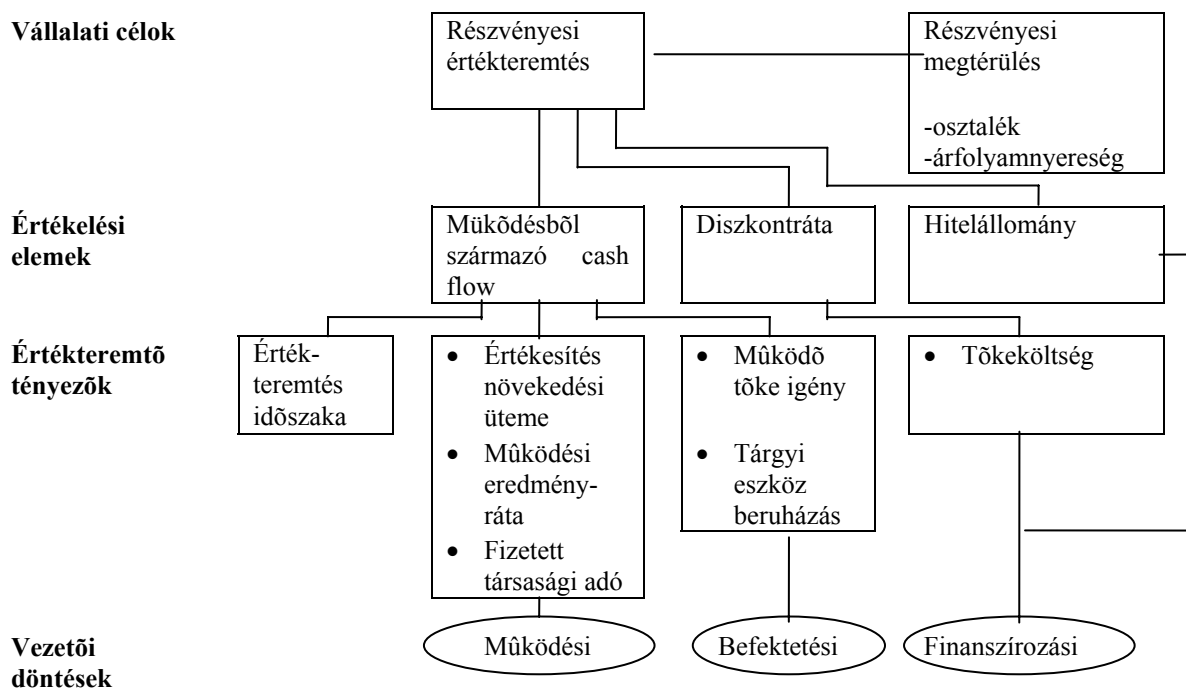 Vállalati célok
Részvényesi
értékteremtés
Részvényesi
megtérülés
-osztalék
-árfolyamnyereség
Értékelési
elemek
Mükõdésbõl
származó cash
flow
Diszkontráta
Hitelállomány
Értékteremtõ
tényezõk
Érték-
teremtés
idõszaka
• Értékesítés
növekedési
üteme
• Mûködési
eredmény-
ráta
• Fizetett
társasági adó
• Mûködõ
tõke igény
• Tárgyi
eszköz
beruházás
• Tõkeköltség
Vezetõi
döntések
Mûködési
Befektetési
Finanszírozási